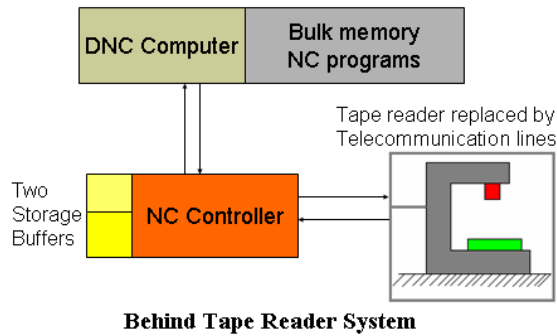 DNC Computer
Bulk memory
NC programs
Tape reader replaced by
Telecommunication lines
Two
Storage
Buffers
NC Controller
Behind Tape Reader System